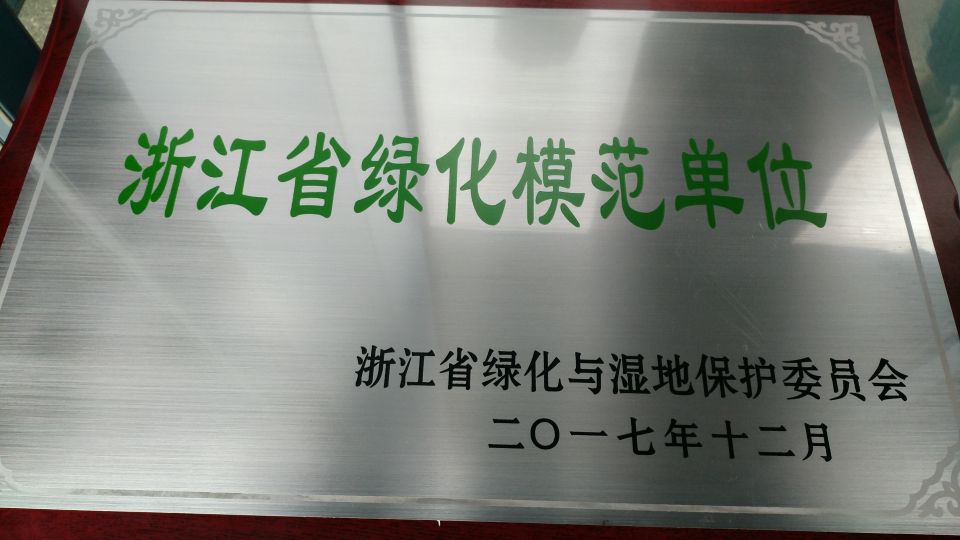 浙江省绿化模范单位
浙江省绿化与湿地保护委员会
二〇一七年十二月